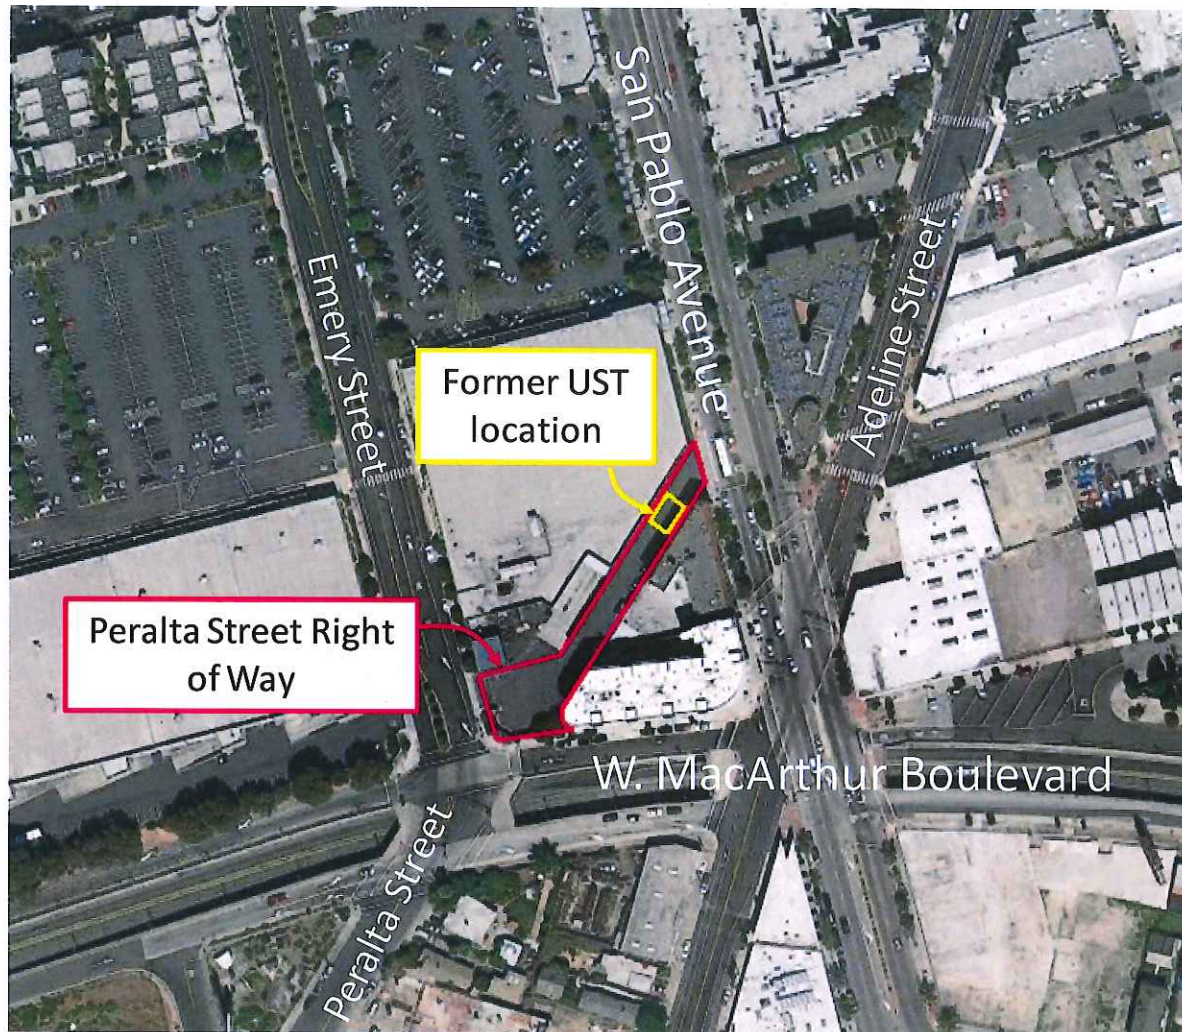 San Pablo Avenue
Adeline Street
Emery Street
Former UST
location
Peralta Street Right
of Way
W. MacArthur Boulevard
Peralta Street